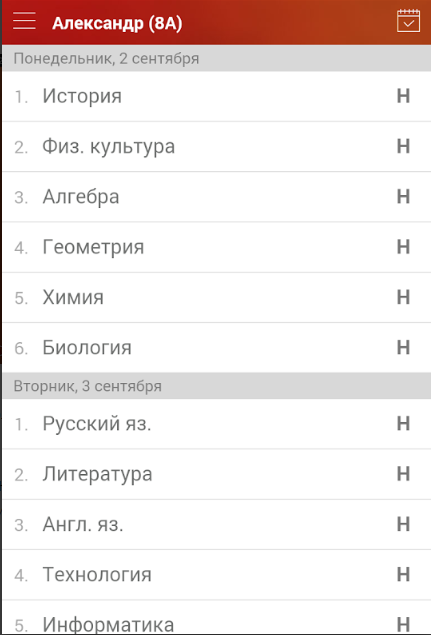 Александр (8А)
Понедельник, 2 сентября
1. История Н
2. Физ. культура Н
3. Алгебра Н
4. Геометрия Н
5. Химия Н
6. Биология Н
Вторник, 3 сентября
1. Русский яз. Н
2. Литература Н
3. Англ. яз. Н
4. Технология Н
5. Информатика Н